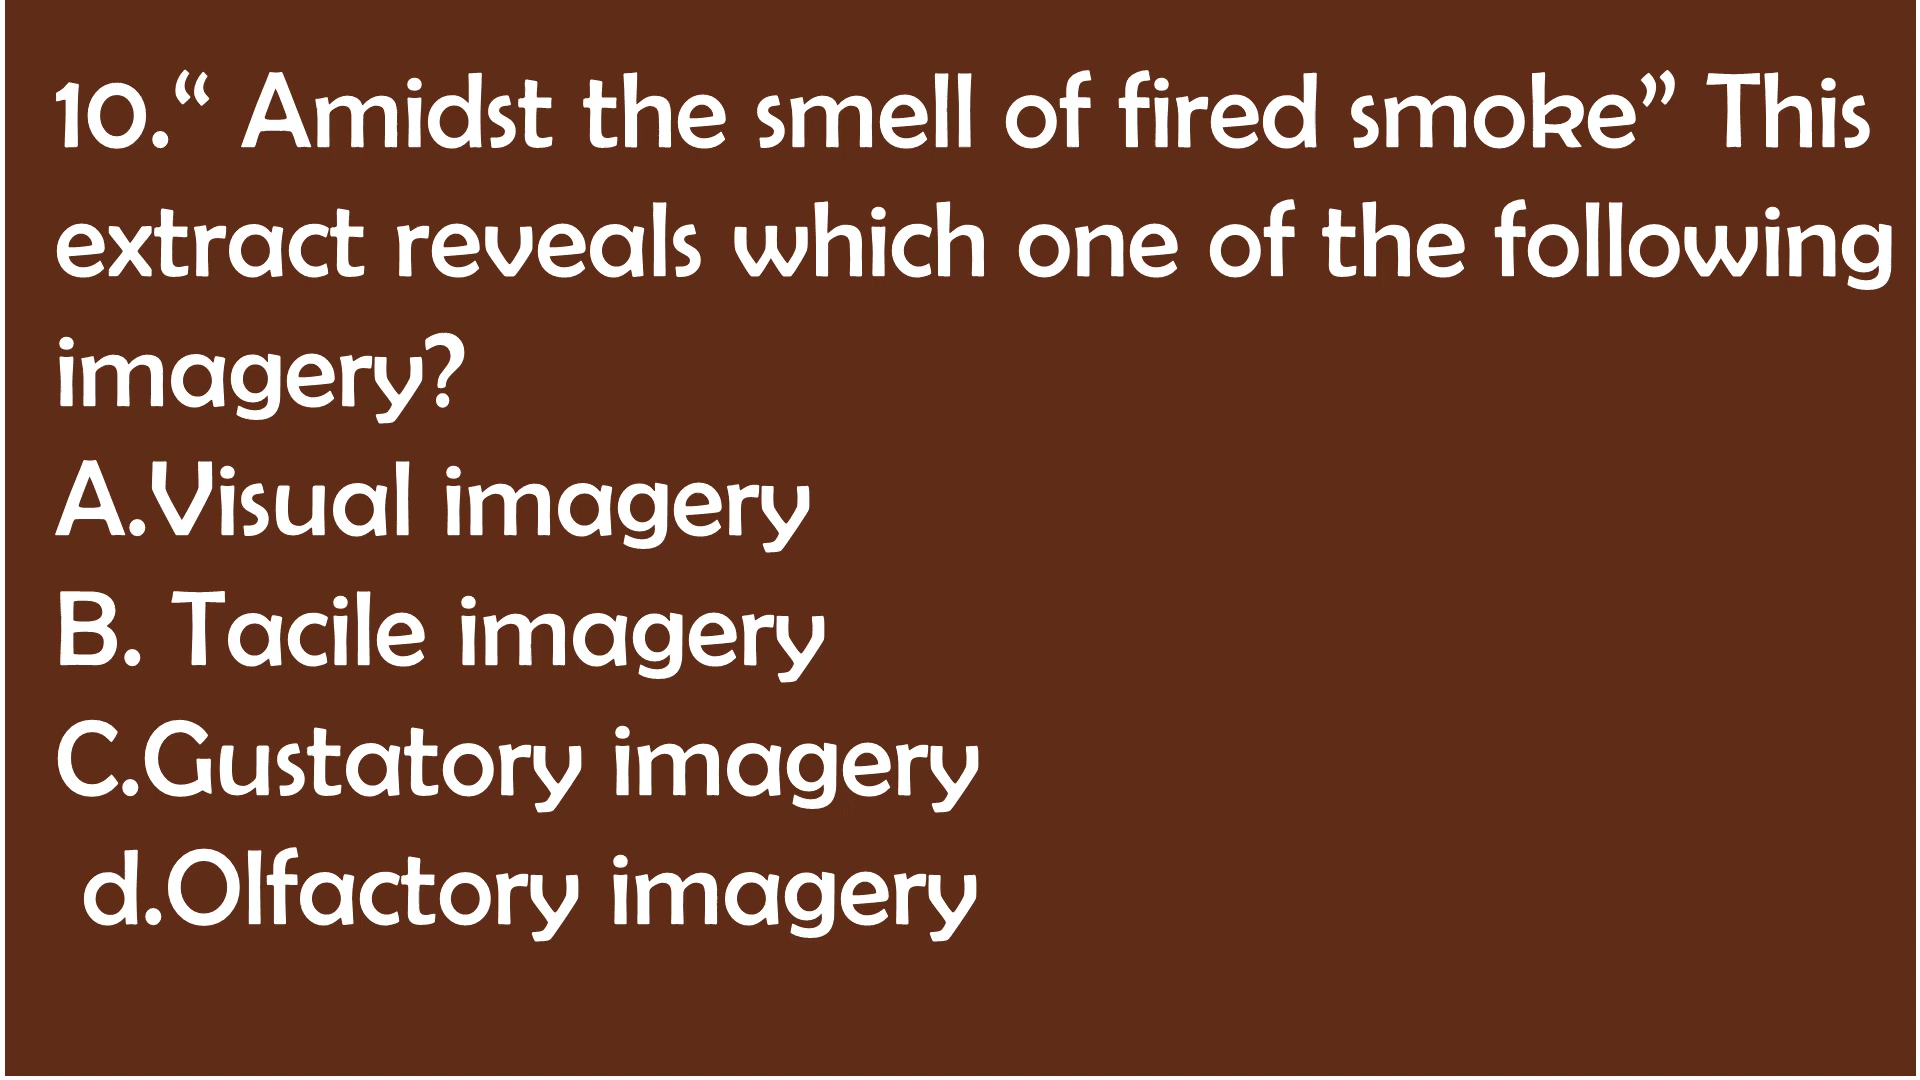 10.“ Amidst the smell of fired smoke” This
extract reveals which one of the following
imagery?
A.Visual imagery
B. Tacile imagery
C.Gustatory imagery
d.Olfactory imagery